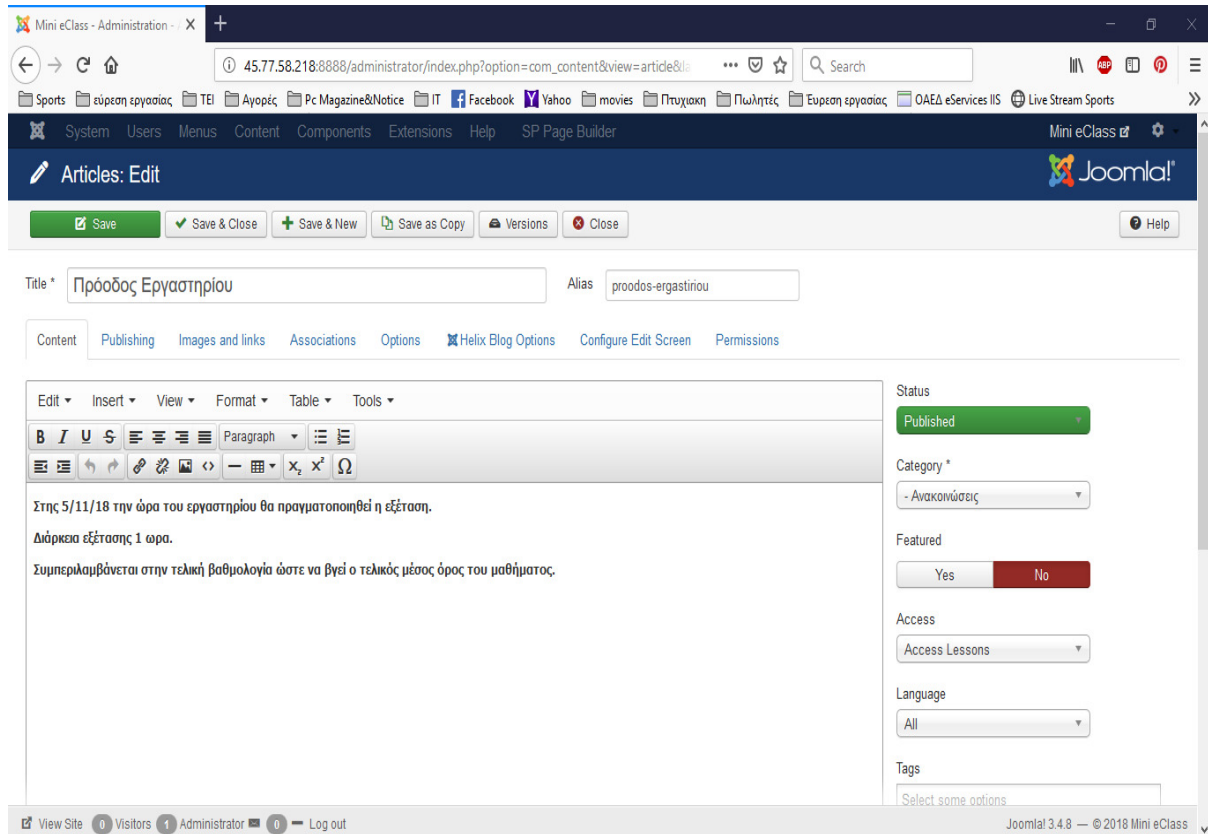 Mini eClass - Administration - A
45.77.58.218:8888/administrator/index.php?option=com_content&view=article&la
Search
Sports εύρεση εργασίας TEI Αγορές Pc Magazine&Notice IT Facebook Yahoo movies Πτυχιακη Πωλητές Ευρεση εργασίας ΟΑΕΔ eServices IIS Live Stream Sports
System Users Menus Content Components Extensions Help SP Page Builder Mini eClass
Articles: Edit Joomla!
Save Save & Close Save & New Save as Copy Versions Close Help
Title * Πρόοδος Εργαστηρίου Alias proodos-ergastiriou
Content Publishing Images and links Associations Options Helix Blog Options Configure Edit Screen Permissions
Edit Insert View Format Table Tools
B I U S Paragraph
X₂ X² Ω
Στης 5/11/18 την ώρα του εργαστηρίου θα πραγματοποιηθεί η εξέταση.
Διάρκεια εξέτασης 1 ωρα.
Συμπεριλαμβάνεται στην τελική βαθμολογία ώστε να βγεί ο τελικός μέσος όρος του μαθήματος.
Status
Published
Category *
- Ανακοινώσεις
Featured
Yes No
Access
Access Lessons
Language
All
Tags
Select some options
View Site 0 Visitors 1 Administrator 0 Log out Joomla! 3.4.8 — © 2018 Mini eClass